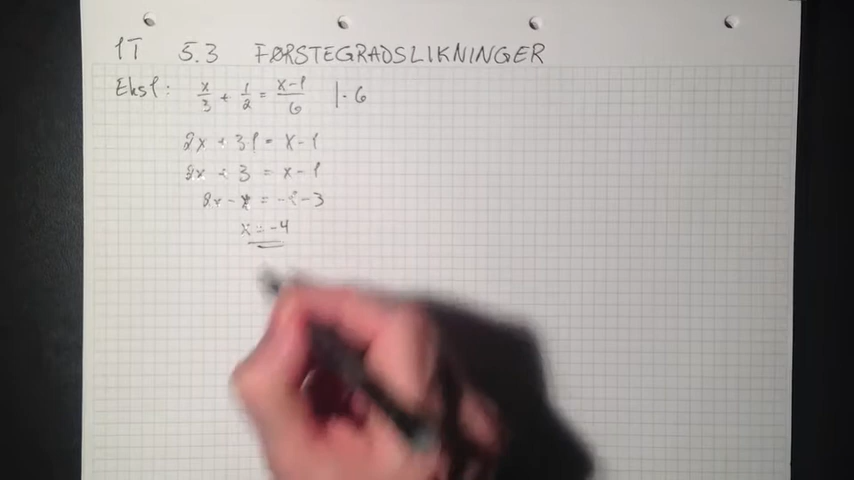 1T 5.3 FØRSTEGRADSLIKNINGER
Eks1: x/3 + 1/2 = x-1/6 |·6
2x + 3·1 = x-1
2x + 3 = x-1
2x - x = -1-3
x = -4